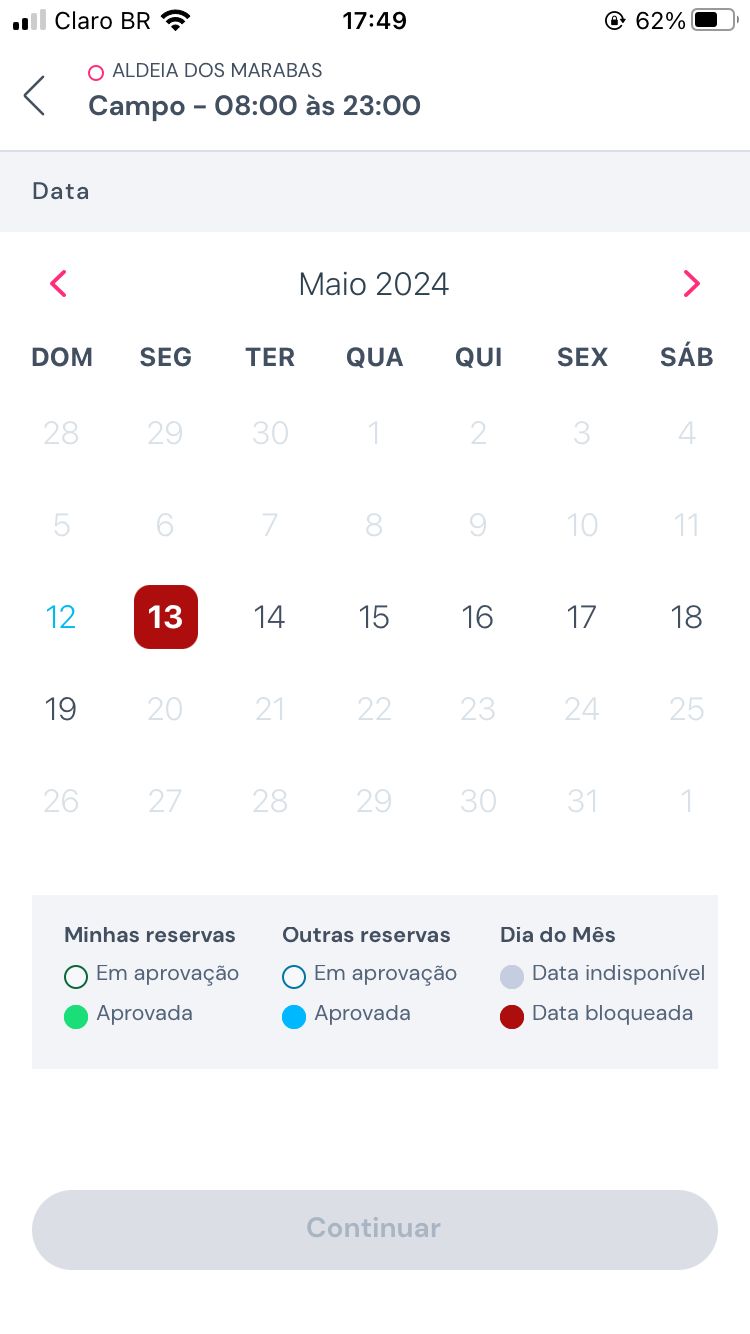 Claro BR 17:49 62%
ALDEIA DOS MARABAS
Campo - 08:00 às 23:00
Data
Maio 2024
DOM SEG TER QUA QUI SEX SÁB
28 29 30 1 2 3 4
5 6 7 8 9 10 11
12 13 14 15 16 17 18
19 20 21 22 23 24 25
26 27 28 29 30 31 1
Minhas reservas Outras reservas Dia do Mês
Em aprovação Em aprovação Data indisponível
Aprovada Aprovada Data bloqueada
Continuar